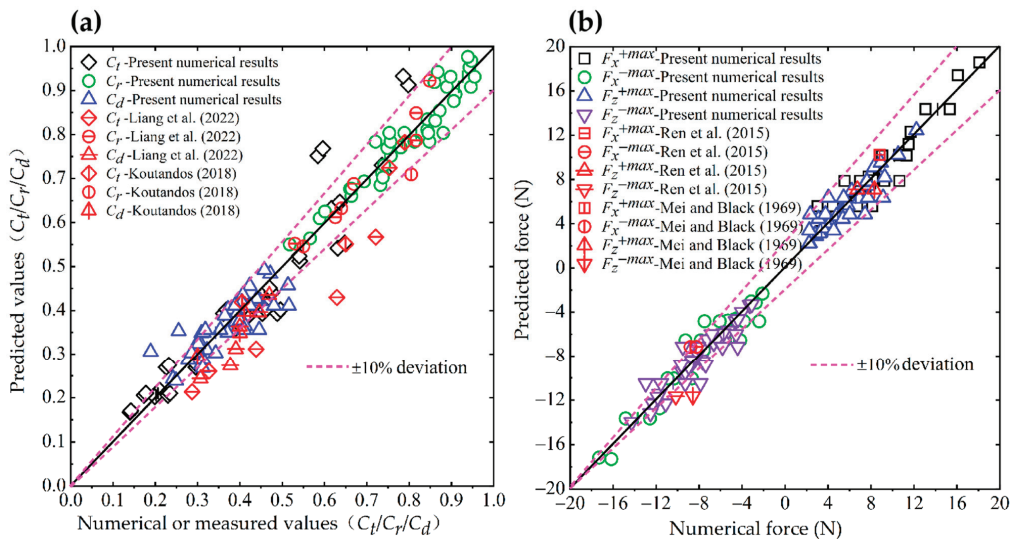 (a)
Predicted values（Ct/Cr/Cd）
1.0
0.9
0.8
0.7
0.6
0.5
0.4
0.3
0.2
0.1
0.0
Ct -Present numerical results
Cr -Present numerical results
Cd -Present numerical results
Ct -Liang et al. (2022)
Cr -Liang et al. (2022)
Cd -Liang et al. (2022)
Ct -Koutandos (2018)
Cr -Koutandos (2018)
Cd -Koutandos (2018)
±10% deviation
0.0 0.1 0.2 0.3 0.4 0.5 0.6 0.7 0.8 0.9 1.0
Numerical or measured values（Ct/Cr/Cd）
(b)
Predicted force (N)
20
16
12
8
4
0
−4
−8
−12
−16
−20
Fx+max-Present numerical results
Fx−max-Present numerical results
Fz+max-Present numerical results
Fz−max-Present numerical results
Fx+max-Ren et al. (2015)
Fx−max-Ren et al. (2015)
Fz+max-Ren et al. (2015)
Fz−max-Ren et al. (2015)
Fx+max-Mei and Black (1969)
Fx−max-Mei and Black (1969)
Fz+max-Mei and Black (1969)
Fz−max-Mei and Black (1969)
±10% deviation
−20 −16 −12 −8 −4 0 4 8 12 16 20
Numerical force (N)